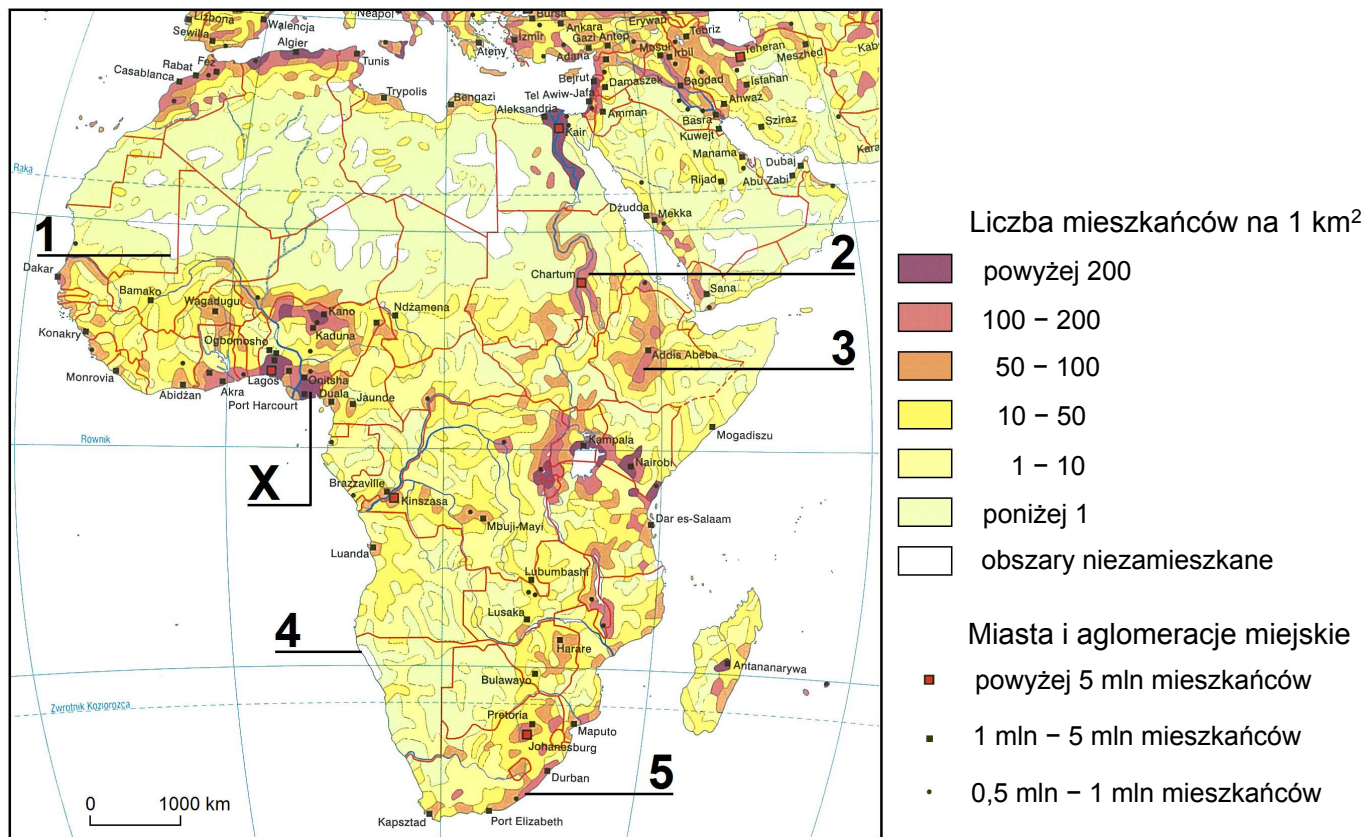 Lizbona
Sewilla
Walencja
Algier
Neapol
Tunis
Ateny
Bursa
Izmir
Ankara
Gazi Antep
Adana
Erywań
Tebriz
Mosul
Irbil
Teheran
Meszhed
Isfahan
Bejrut
Damaszek
Bagdad
Tel Awiw-Jafa
Ahwaz
Aleksandria
Amman
Basra
Kuwejt
Sziraz
Kair
Rabat
Fez
Casablanca
Trypolis
Bengazi
Manama
Dubaj
Rijad
Abu Zabi
Raka
Dżudda
Mekka
1
2
Dakar
Chartum
Sana
Bamako
Wagadugu
Kano
Ndżamena
Konakry
Kaduna
Ogbomosho
Addis Abeba
3
Monrovia
Abidżan
Akra
Lagos
Onitsha
Port Harcourt
Duala
Jaunde
Mogadiszu
Równik
Kampala
Nairobi
X
Brazzaville
Kinszasa
Mbuji-Mayi
Dar es-Salaam
Luanda
Lubumbashi
Lusaka
4
Harare
Antananarywa
Bulawayo
Zwrotnik Koziorożca
Pretoria
Maputo
Johanesburg
Durban
5
Kapsztad
Port Elizabeth
0
1000 km
Liczba mieszkańców na 1 km²
powyżej 200
100 – 200
50 – 100
10 – 50
1 – 10
poniżej 1
obszary niezamieszkane
Miasta i aglomeracje miejskie
powyżej 5 mln mieszkańców
1 mln – 5 mln mieszkańców
0,5 mln – 1 mln mieszkańców